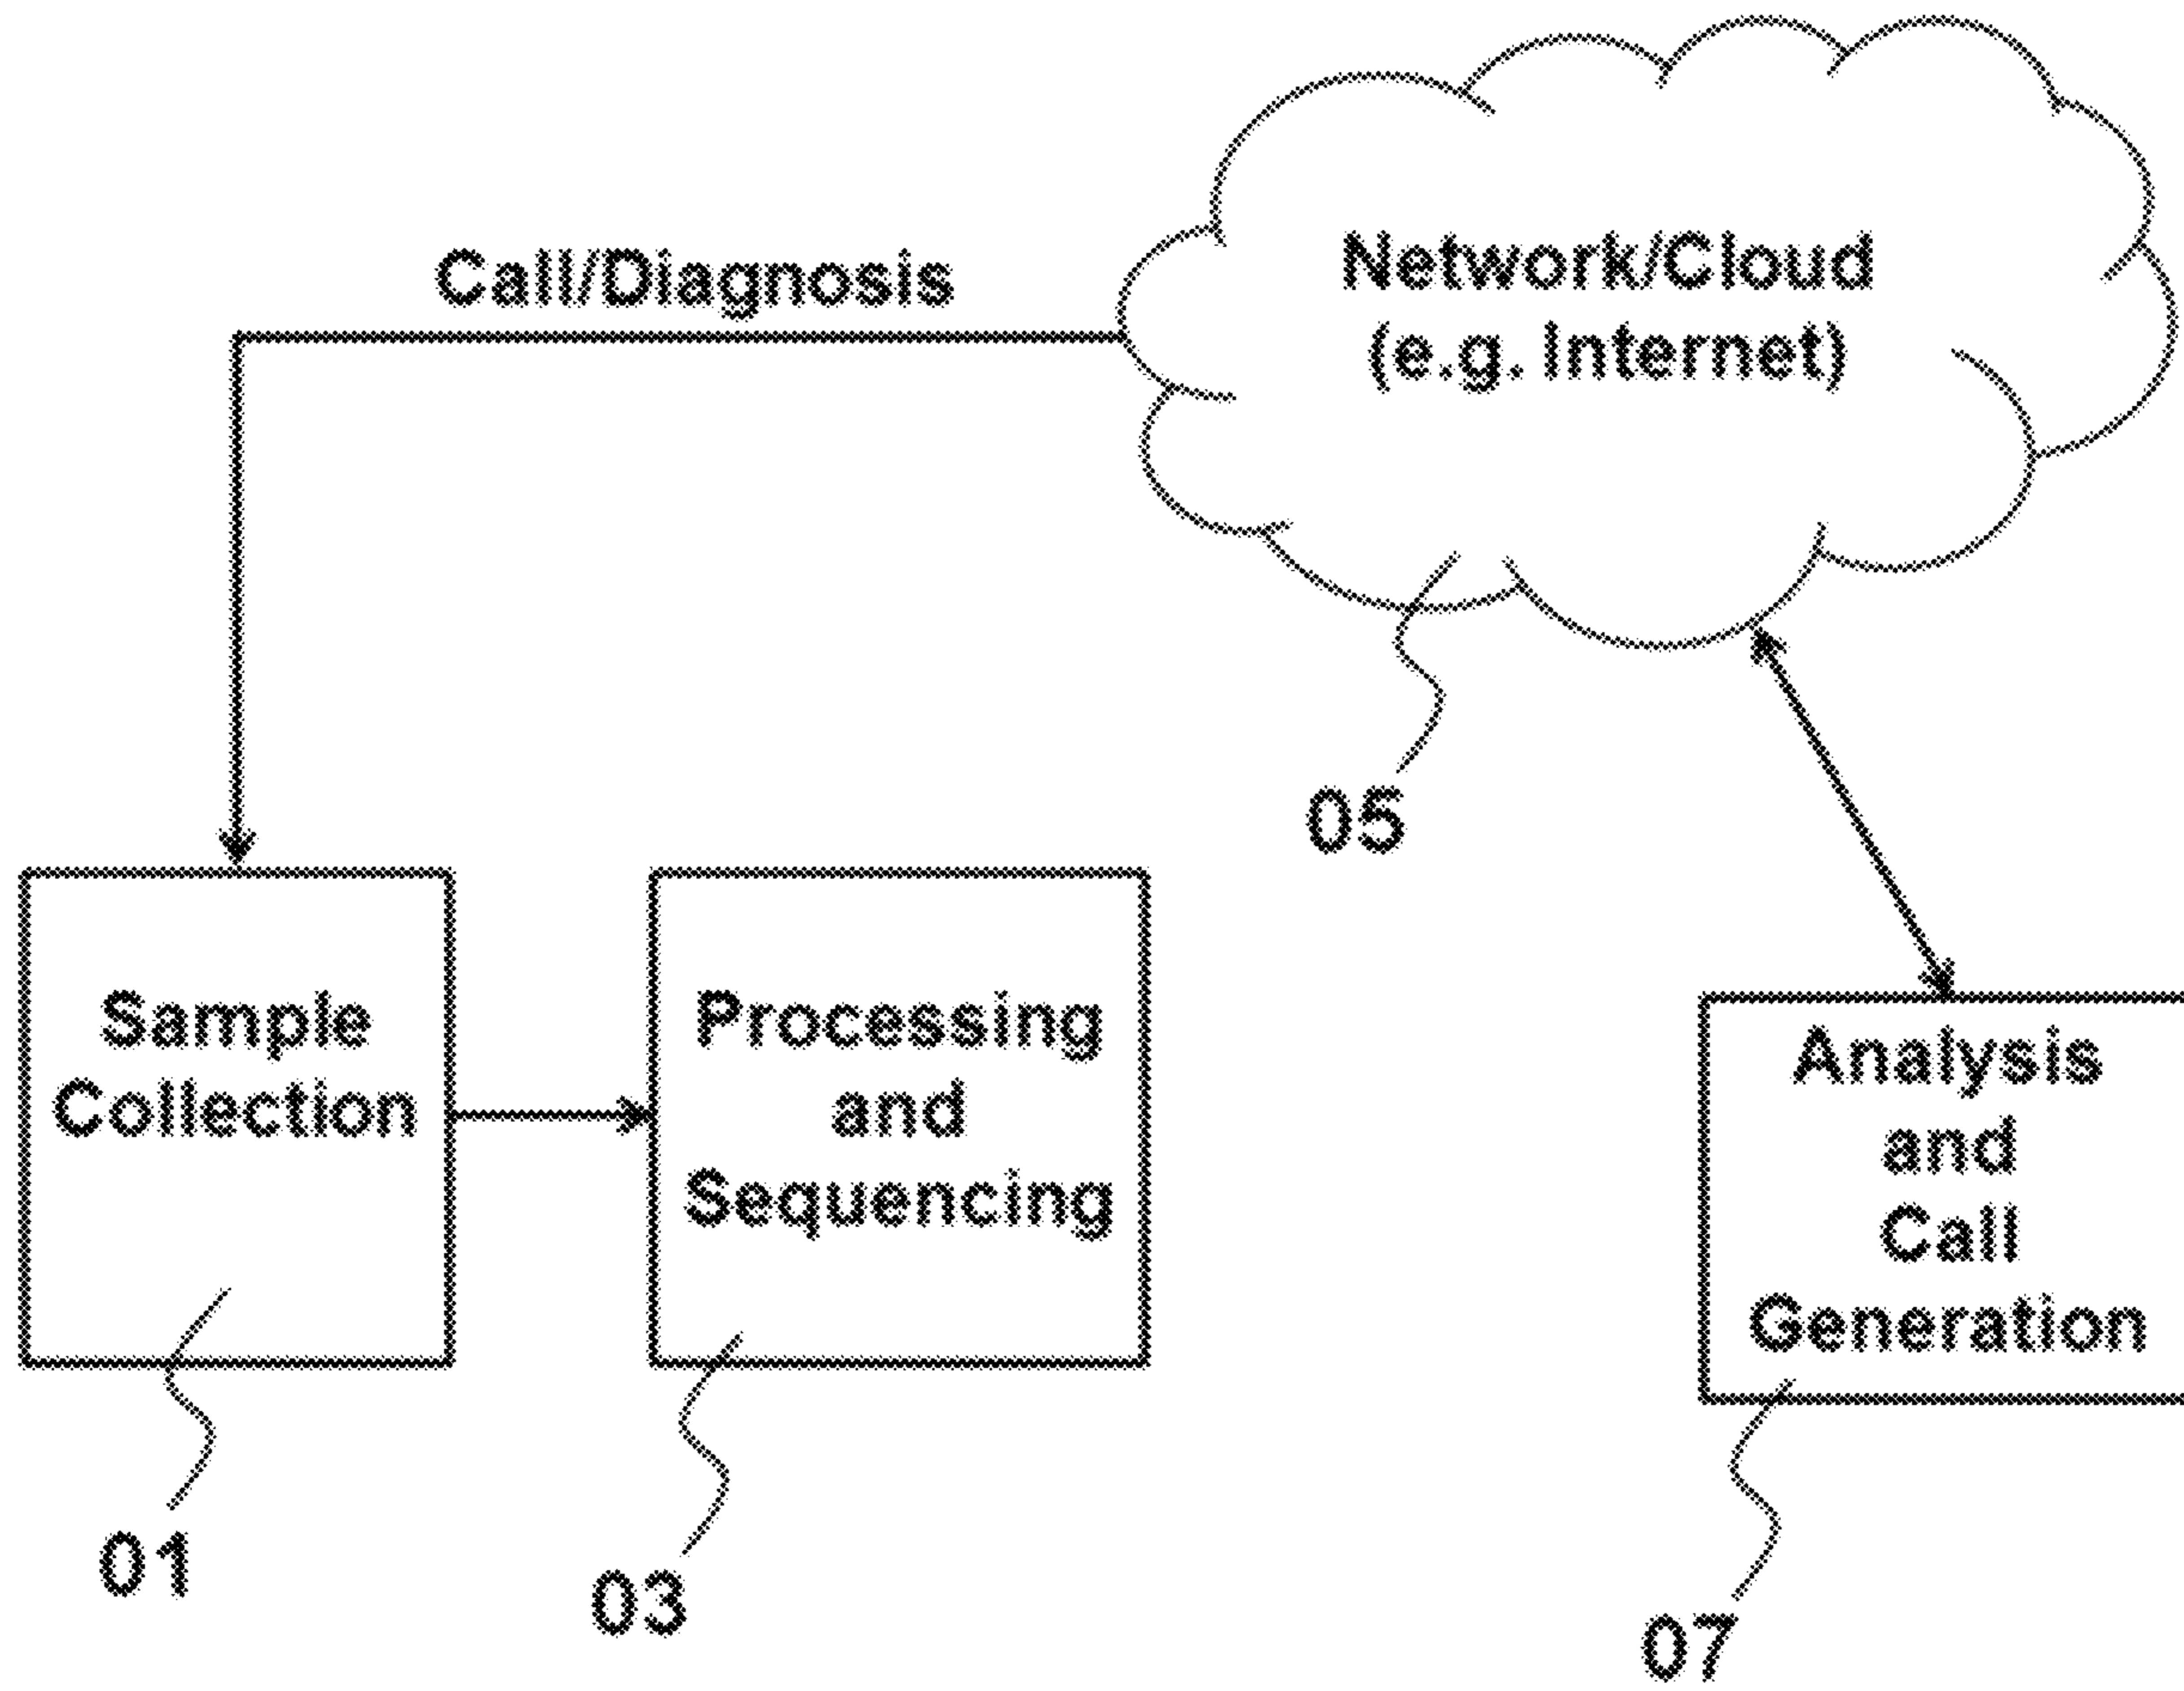 Call/Diagnosis
Network/Cloud
(e.g. Internet)
05
Sample
Collection
Processing
and
Sequencing
Analysis
and
Call
Generation
01
03
07